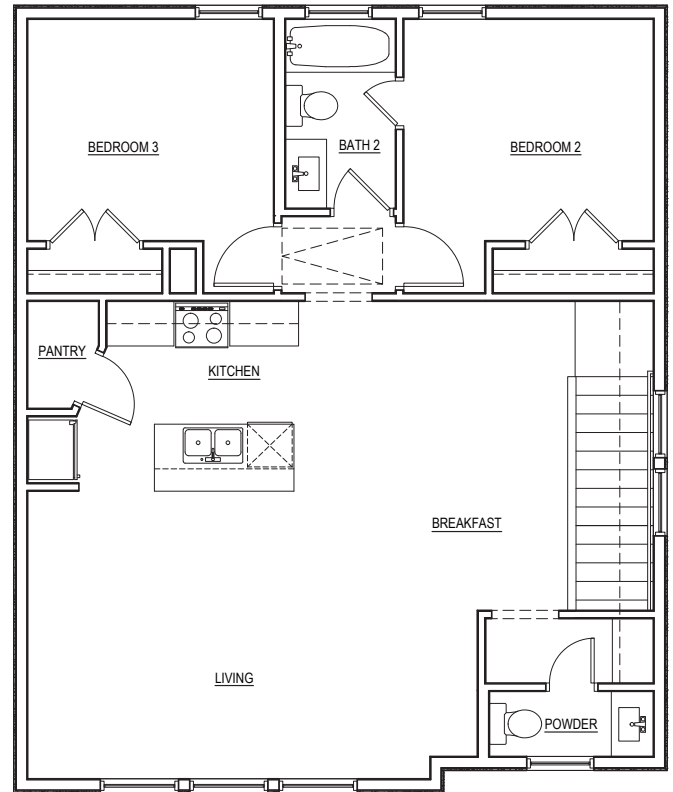 BEDROOM 3
BATH 2
BEDROOM 2
PANTRY
KITCHEN
BREAKFAST
LIVING
POWDER